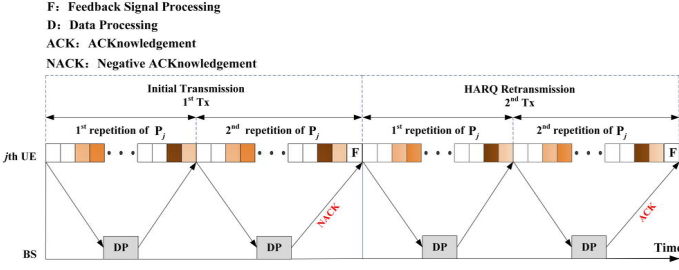 F: Feedback Signal Processing
D: Data Processing
ACK: ACKnowledgement
NACK: Negative ACKnowledgement
Initial Transmission
1st Tx
HARQ Retransmission
2nd Tx
1st repetition of Pj
2nd repetition of Pj
1st repetition of Pj
2nd repetition of Pj
jth UE
F
F
NACK
ACK
DP
DP
DP
DP
BS
Time